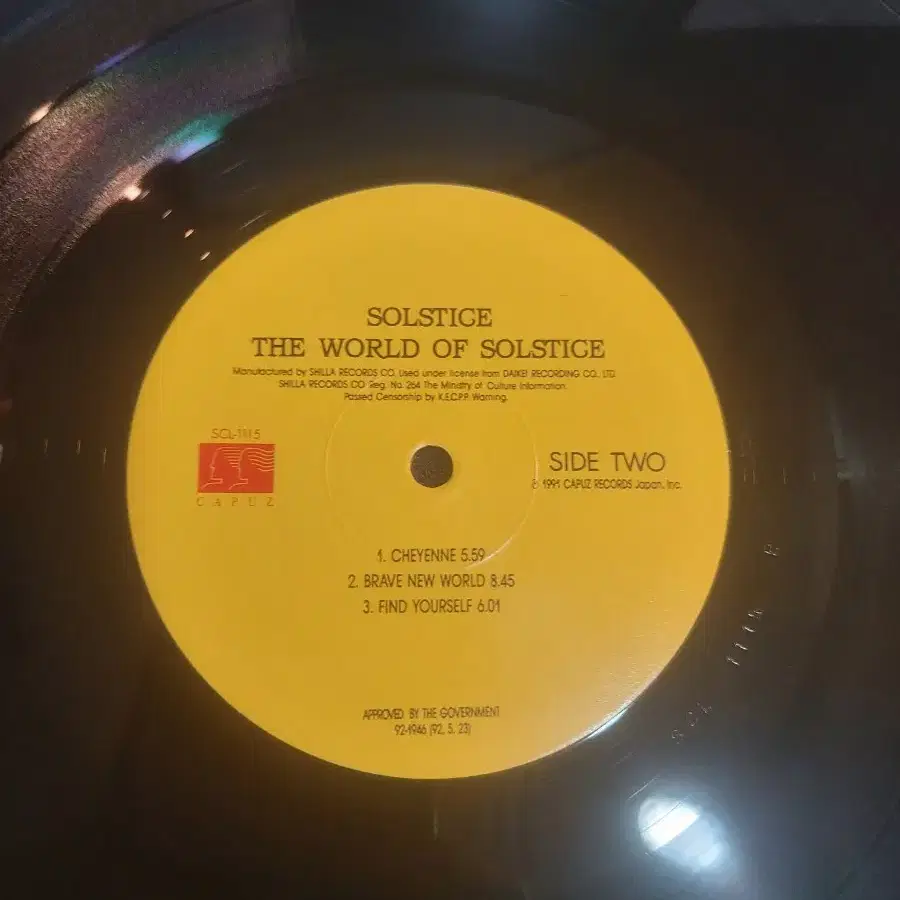 SOLSTICE
THE WORLD OF SOLSTICE
Manufactured by SHILLA RECORDS CO. Used under license from DAIKEI RECORDING CO., LTD
SHILLA RECORDS CO Reg. No. 264 The Ministry of Culture Information.
Passed Censorship by K.E.C.P.P. Warning.
SCL-1115
CAPUZ
SIDE TWO
℗ 1991 CAPUZ RECORDS Japan, Inc.
1. CHEYENNE 5.59
2. BRAVE NEW WORLD 8.45
3. FIND YOURSELF 6.01
APPROVED BY THE GOVERNMENT
92-1946 (92. 5. 23)
SCL 1115 B